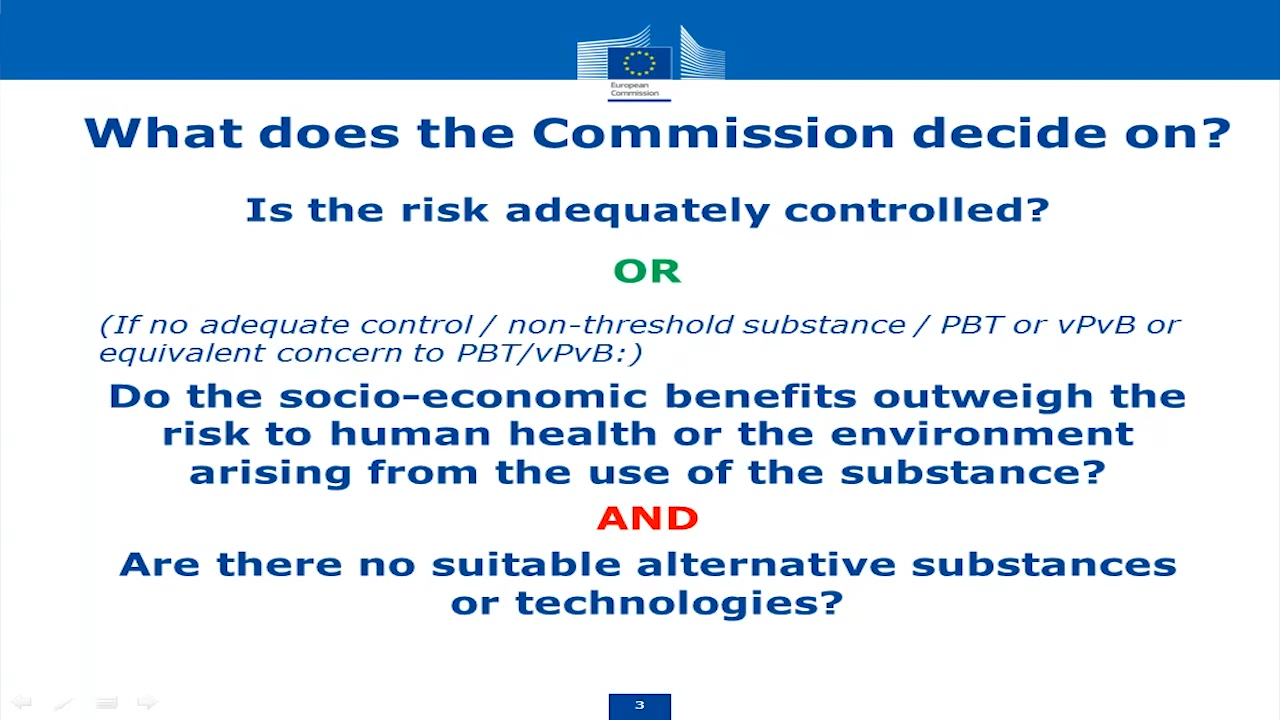 European
Commission
What does the Commission decide on?
Is the risk adequately controlled?
OR
(If no adequate control / non-threshold substance / PBT or vPvB or
equivalent concern to PBT/vPvB:)
Do the socio-economic benefits outweigh the
risk to human health or the environment
arising from the use of the substance?
AND
Are there no suitable alternative substances
or technologies?
3